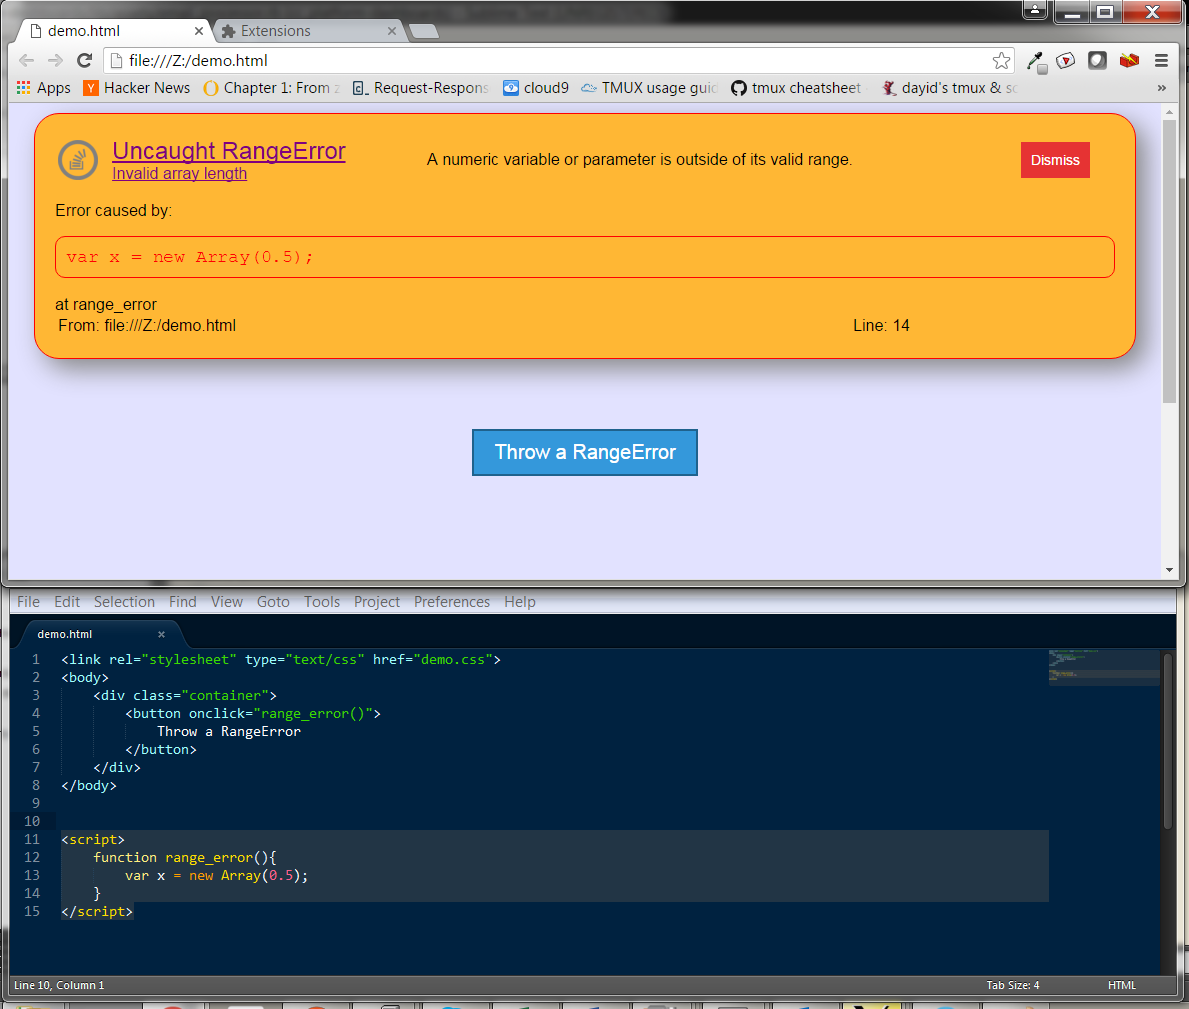 demo.html
Extensions
file:///Z:/demo.html
Apps Hacker News Chapter 1: From Request-Respons cloud9 TMUX usage guid tmux cheatsheet dayid's tmux & sc »
Uncaught RangeError
Invalid array length
A numeric variable or parameter is outside of its valid range.
Dismiss
Error caused by:
var x = new Array(0.5);
at range_error
From: file:///Z:/demo.html Line: 14
Throw a RangeError
File Edit Selection Find View Goto Tools Project Preferences Help
demo.html
1 <link rel="stylesheet" type="text/css" href="demo.css">
2 <body>
3 <div class="container">
4 <button onclick="range_error()">
5 Throw a RangeError
6 </button>
7 </div>
8 </body>
9
10
11 <script>
12 function range_error(){
13 var x = new Array(0.5);
14 }
15 </script>
Line 10, Column 1 Tab Size: 4 HTML